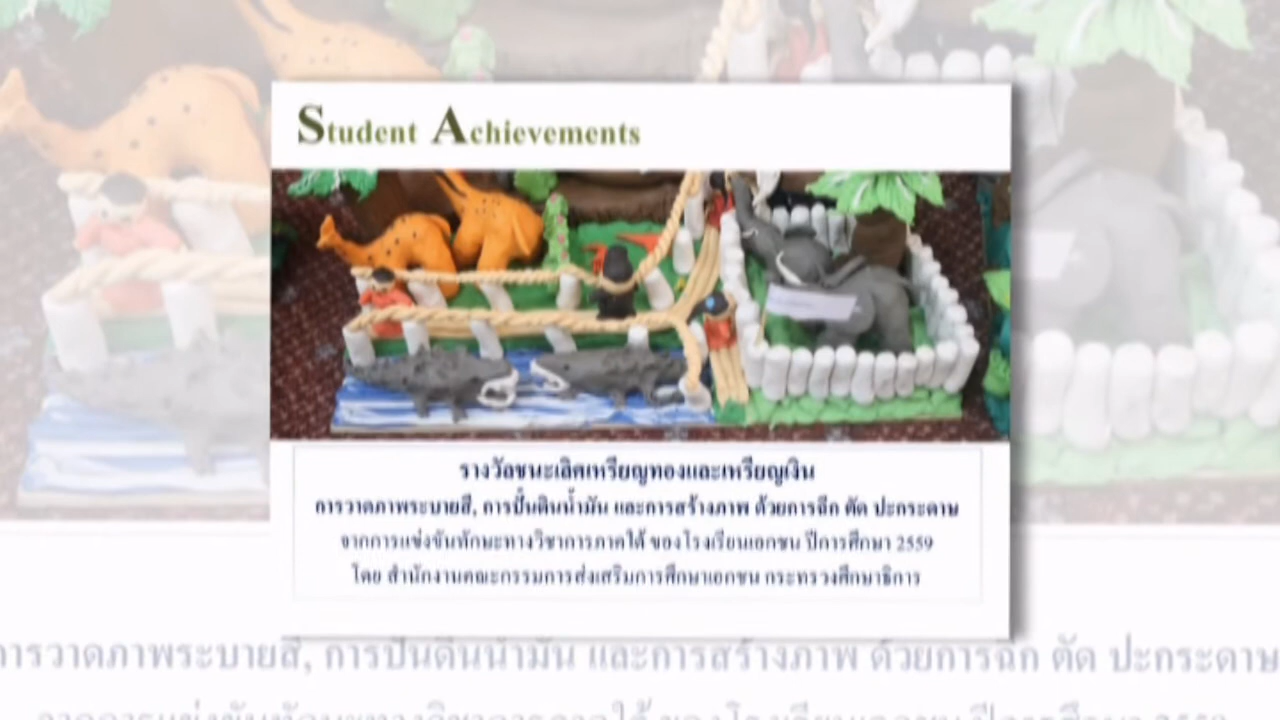 Student Achievements
รางวัลชนะเลิศเหรียญทองและเหรียญเงิน
การวาดภาพระบายสี, การปั้นดินน้ำมัน และการสร้างภาพ ด้วยการฉีก ตัด ปะกระดาษ
จากการแข่งขันทักษะทางวิชาการภาคใต้ ของโรงเรียนเอกชน ปีการศึกษา 2559
โดย สำนักงานคณะกรรมการส่งเสริมการศึกษาเอกชน กระทรวงศึกษาธิการ
การวาดภาพระบายสี, การปั้นดินน้ำมัน และการสร้างภาพ ด้วยการฉีก ตัด ปะกระดาษ